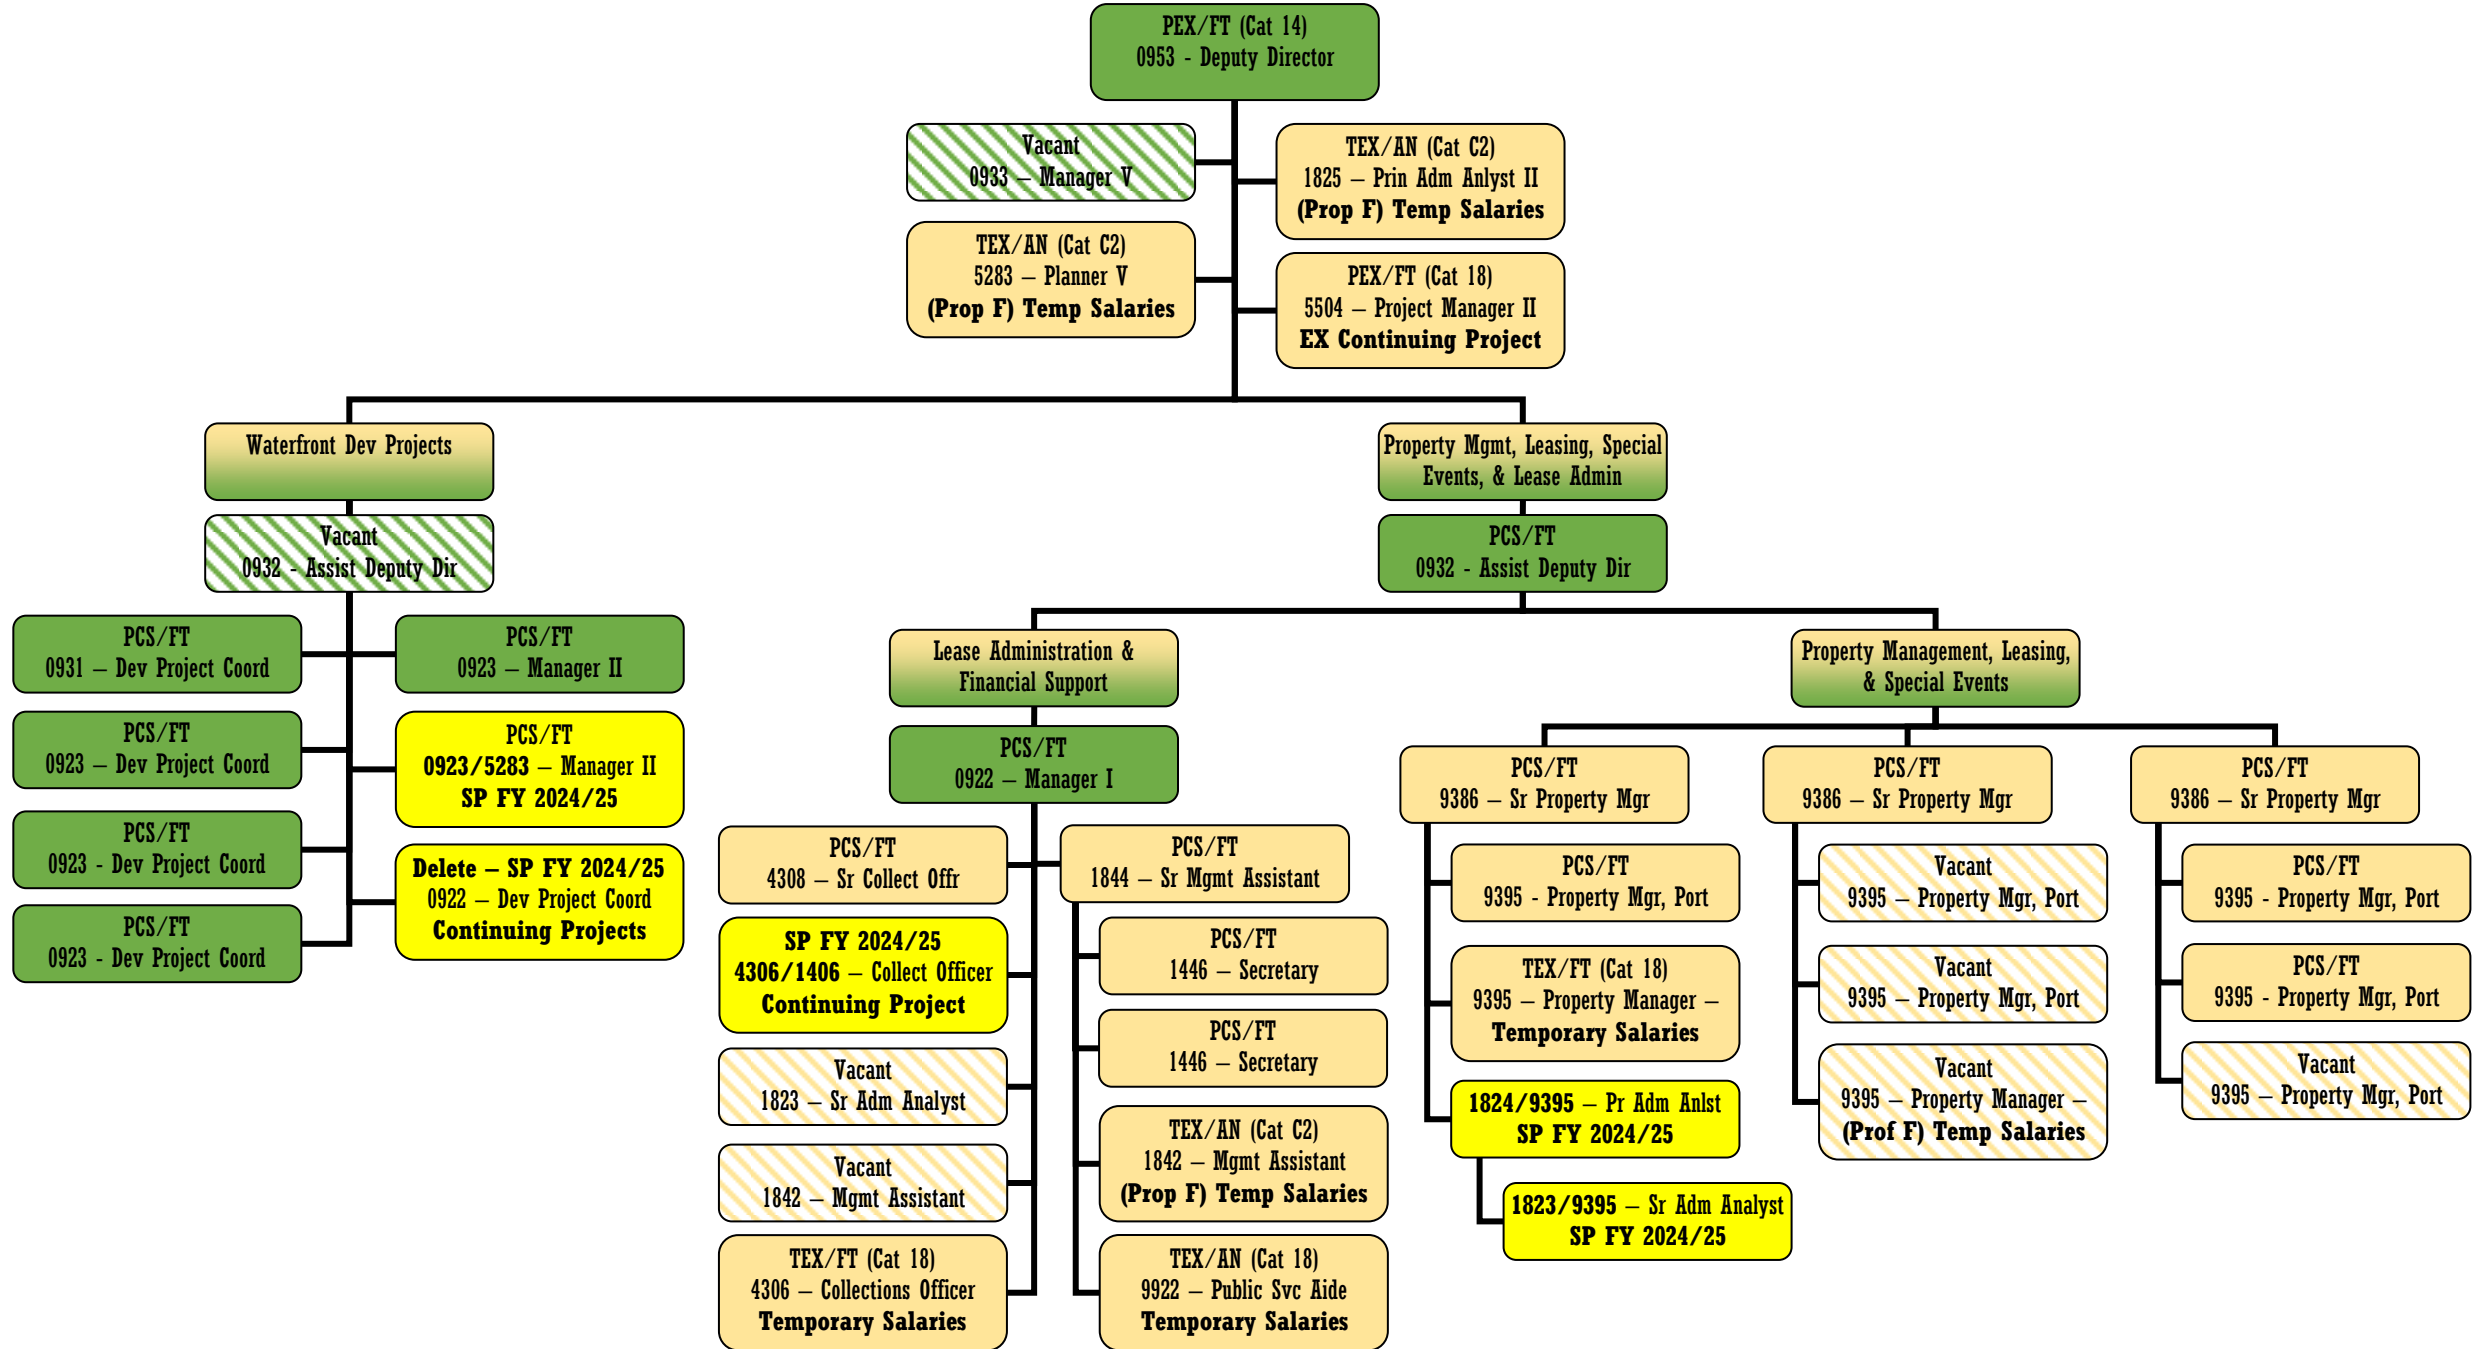 PEX/FT (Cat 14)
0953 - Deputy Director
Vacant
0933 – Manager V
TEX/AN (Cat C2)
1825 – Prin Adm Anlyst II
(Prop F) Temp Salaries
TEX/AN (Cat C2)
5283 – Planner V
(Prop F) Temp Salaries
PEX/FT (Cat 18)
5504 – Project Manager II
EX Continuing Project
Waterfront Dev Projects
Vacant
0932 - Assist Deputy Dir
PCS/FT
0931 – Dev Project Coord
PCS/FT
0923 – Manager II
PCS/FT
0923 – Dev Project Coord
PCS/FT
0923/5283 – Manager II
SP FY 2024/25
PCS/FT
0923 - Dev Project Coord
Delete – SP FY 2024/25
0922 – Dev Project Coord
Continuing Projects
PCS/FT
0923 - Dev Project Coord
Property Mgmt, Leasing, Special
Events, & Lease Admin
PCS/FT
0932 - Assist Deputy Dir
Lease Administration &
Financial Support
PCS/FT
0922 – Manager I
PCS/FT
4308 – Sr Collect Offr
SP FY 2024/25
4306/1406 – Collect Officer
Continuing Project
Vacant
1823 – Sr Adm Analyst
Vacant
1842 – Mgmt Assistant
TEX/FT (Cat 18)
4306 – Collections Officer
Temporary Salaries
PCS/FT
1844 – Sr Mgmt Assistant
PCS/FT
1446 – Secretary
PCS/FT
1446 – Secretary
TEX/AN (Cat C2)
1842 – Mgmt Assistant
(Prop F) Temp Salaries
TEX/AN (Cat 18)
9922 – Public Svc Aide
Temporary Salaries
Property Management, Leasing,
& Special Events
PCS/FT
9386 – Sr Property Mgr
PCS/FT
9395 - Property Mgr, Port
TEX/FT (Cat 18)
9395 – Property Manager –
Temporary Salaries
1824/9395 – Pr Adm Anlst
SP FY 2024/25
1823/9395 – Sr Adm Analyst
SP FY 2024/25
PCS/FT
9386 – Sr Property Mgr
Vacant
9395 – Property Mgr, Port
Vacant
9395 – Property Mgr, Port
Vacant
9395 – Property Manager –
(Prof F) Temp Salaries
PCS/FT
9386 – Sr Property Mgr
PCS/FT
9395 - Property Mgr, Port
PCS/FT
9395 - Property Mgr, Port
Vacant
9395 – Property Mgr, Port